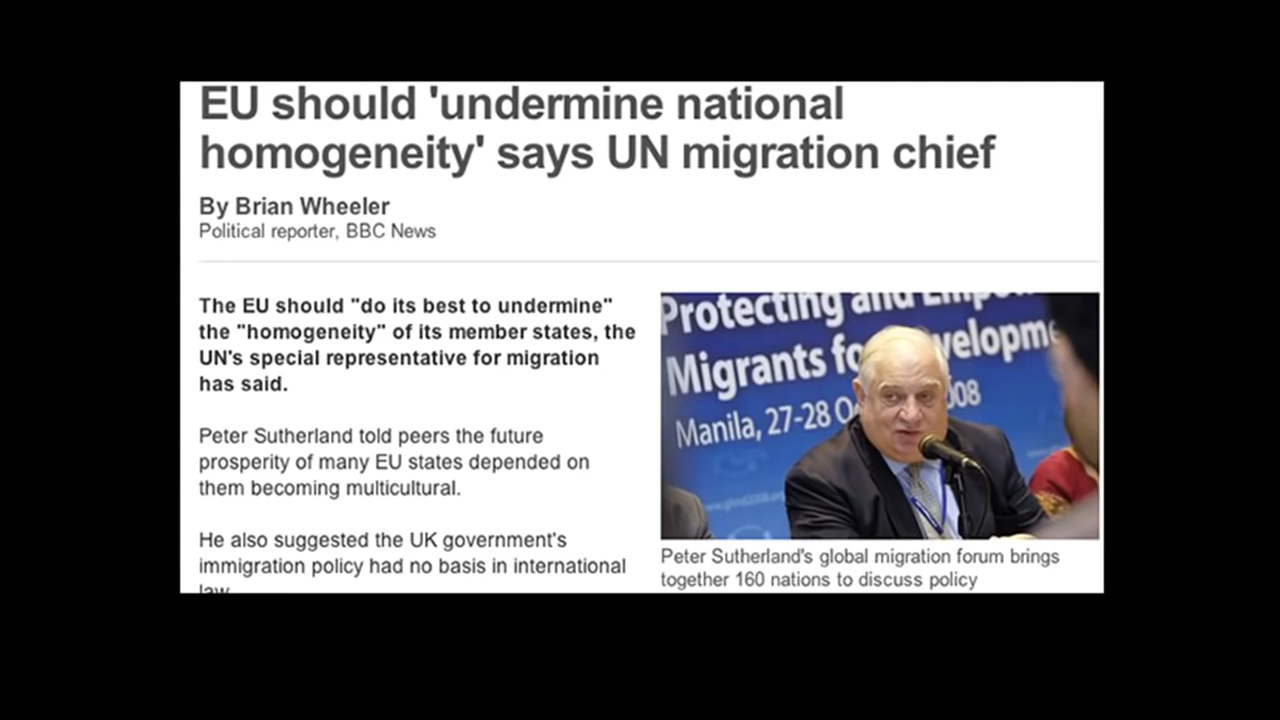 EU should 'undermine national
homogeneity' says UN migration chief
By Brian Wheeler
Political reporter, BBC News
The EU should "do its best to undermine"
the "homogeneity" of its member states, the
UN's special representative for migration
has said.
Peter Sutherland told peers the future
prosperity of many EU states depended on
them becoming multicultural.
He also suggested the UK government's
immigration policy had no basis in international
law.
Protecting and
Migrants for
Manila, 27-28
Peter Sutherland's global migration forum brings
together 160 nations to discuss policy